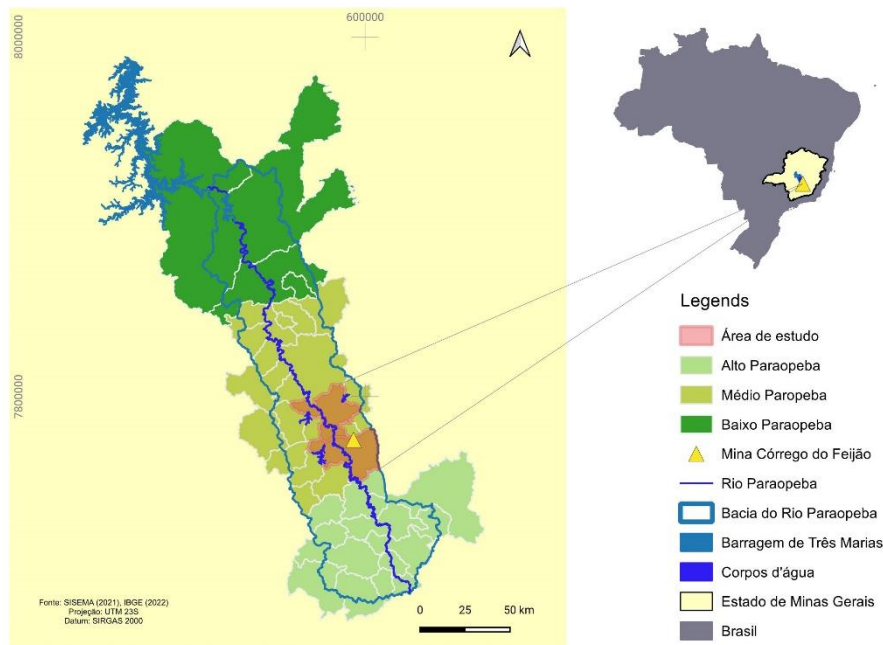 600000
8000000
7800000
Fonte: SISEMA (2021), IBGE (2022)
Projeção: UTM 23S
Datum: SIRGAS 2000
0 25 50 km
Legends
Área de estudo
Alto Paraopeba
Médio Paropeba
Baixo Paraopeba
Mina Córrego do Feijão
Rio Paraopeba
Bacia do Rio Paraopeba
Barragem de Três Marias
Corpos d'água
Estado de Minas Gerais
Brasil